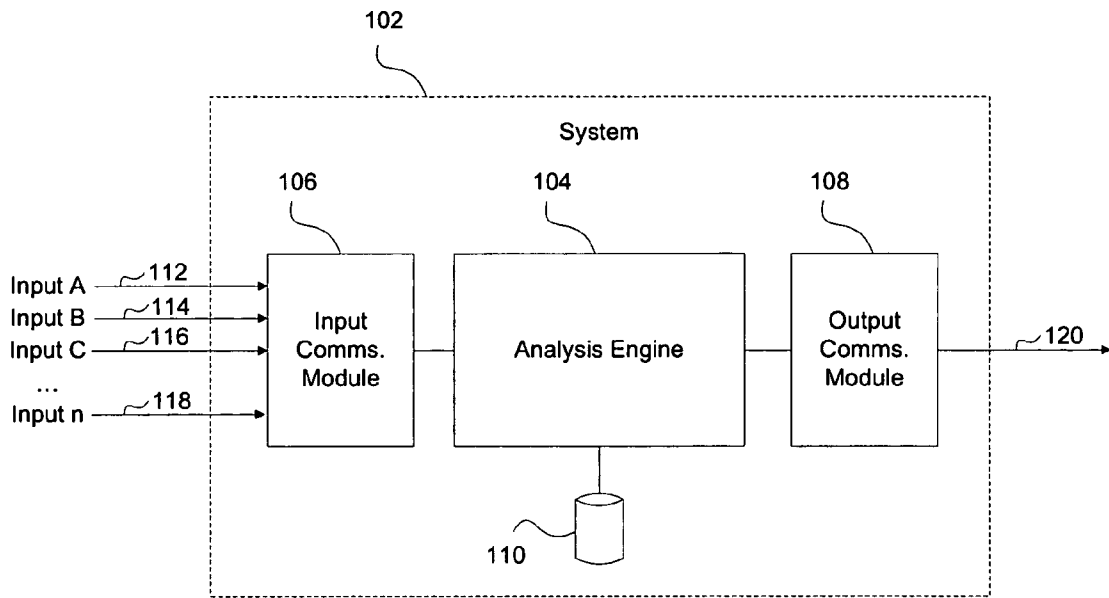 102
System
106
104
108
Input A
112
Input B
114
Input C
116
...
Input n
118
Input
Comms.
Module
Analysis Engine
Output
Comms.
Module
120
110